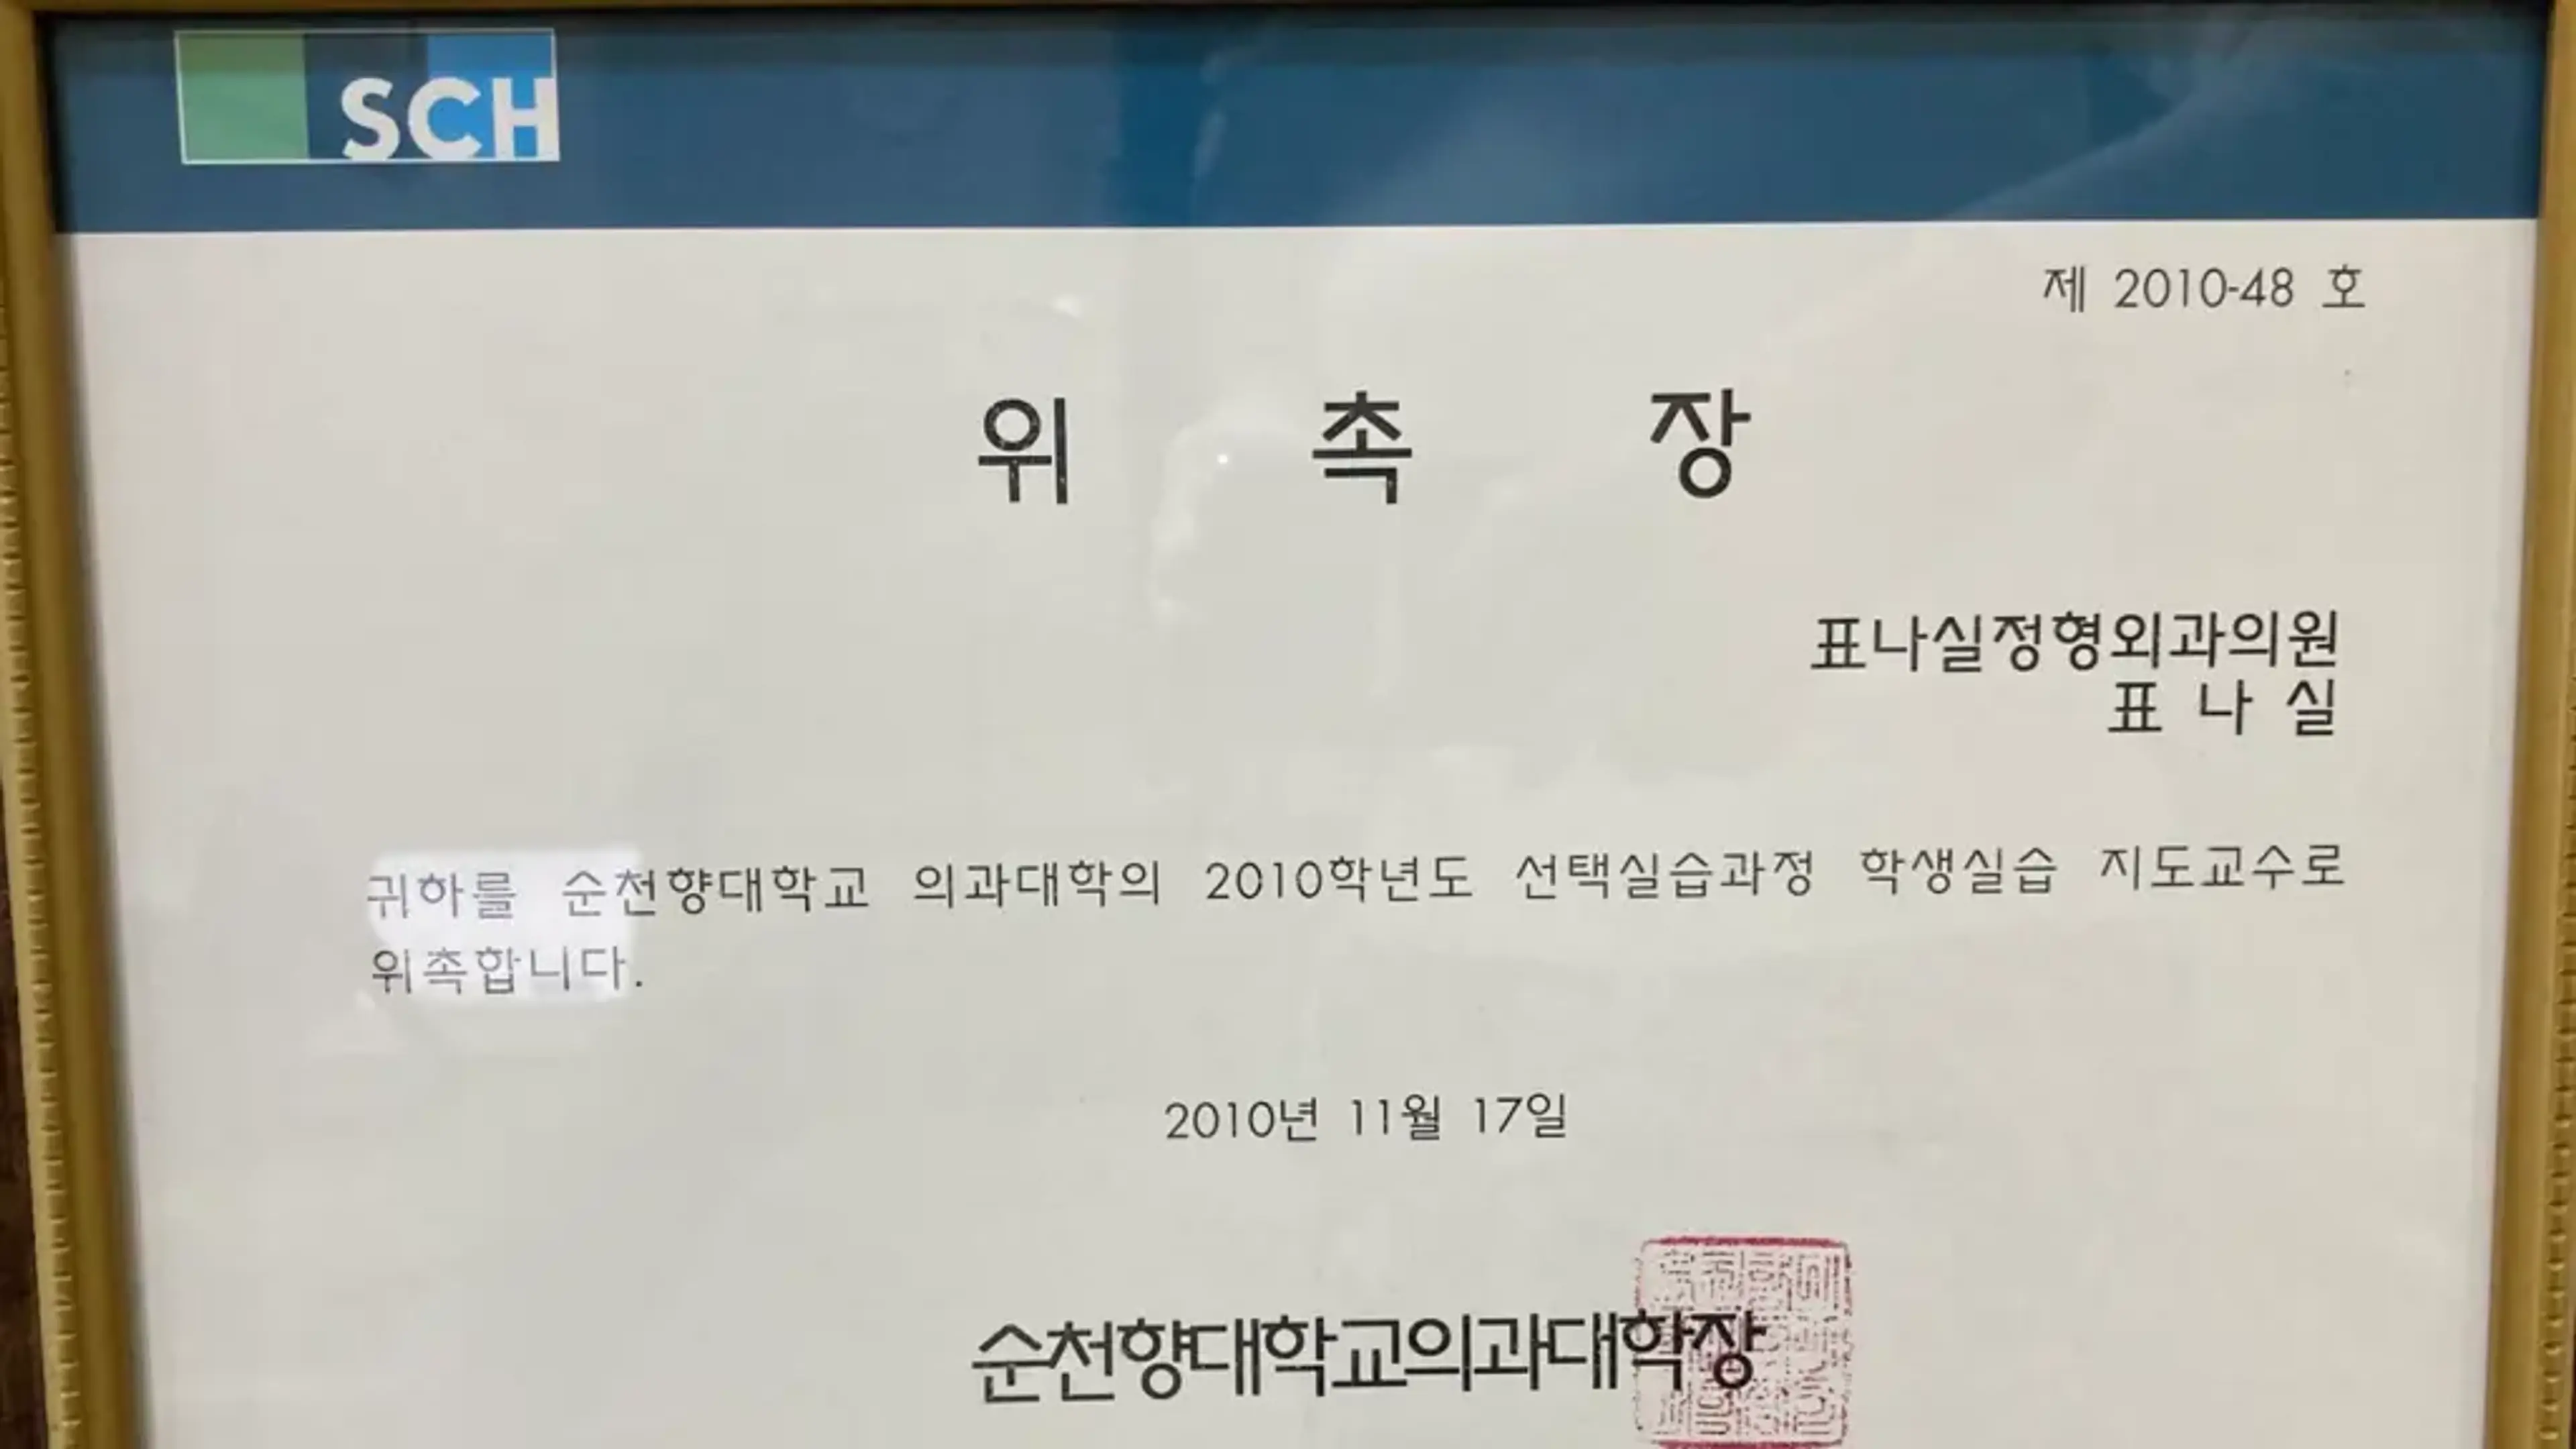 SCH
제 2010-48 호
위 촉 장
표나실정형외과의원
표 나 실
귀하를 순천향대학교 의과대학의 2010학년도 선택실습과정 학생실습 지도교수로
위촉합니다.
2010년 11월 17일
순천향대학교의과대학장